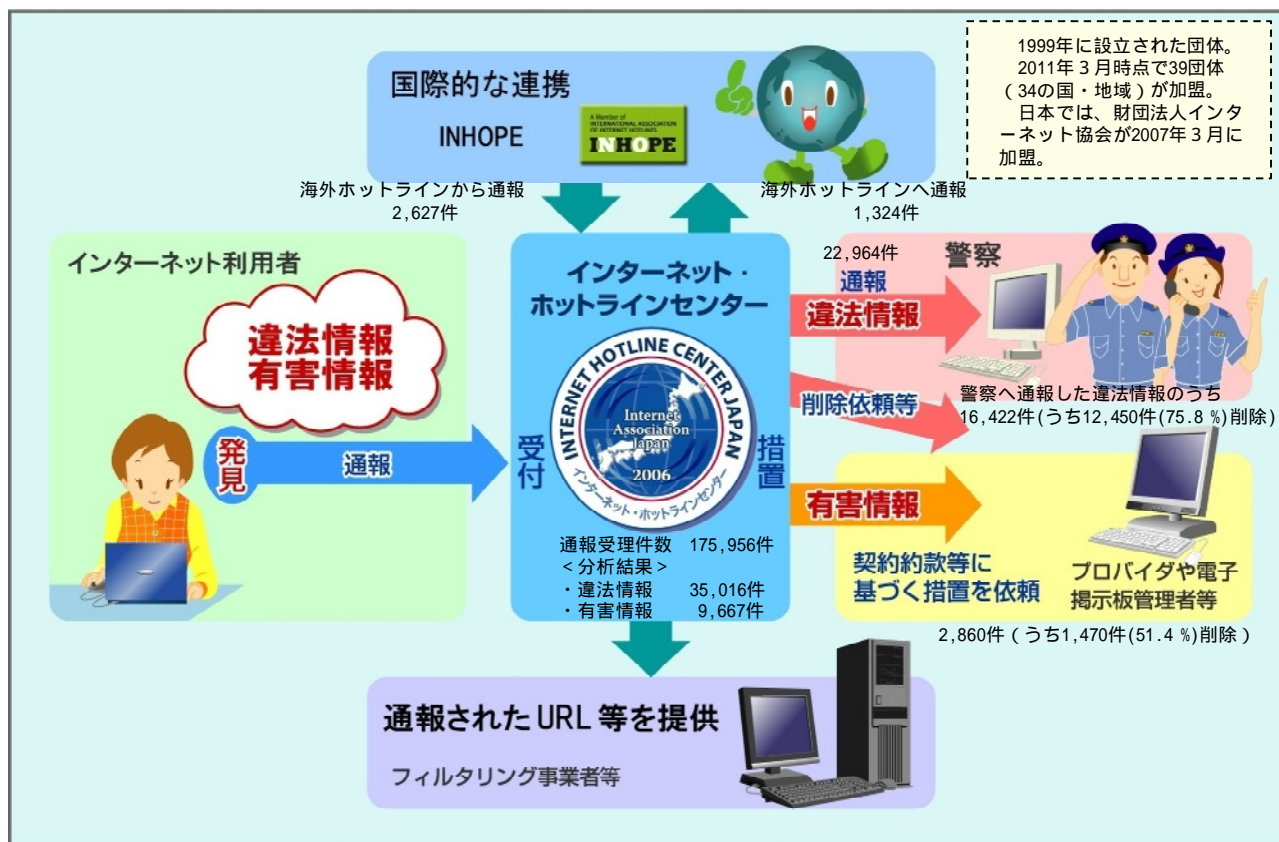 1999年に設立された団体。
2011年３月時点で39団体
（34の国・地域）が加盟。
日本では、財団法人インタ
ーネット協会が2007年３月に
加盟。
国際的な連携
INHOPE
A Member of
INTERNATIONAL ASSOCIATION
OF INTERNET HOTLINES
INHOPE
海外ホットラインから通報
2,627件
海外ホットラインへ通報
1,324件
インターネット利用者
違法情報
有害情報
発見
通報
インターネット・
ホットラインセンター
受付
措置
INTERNET HOTLINE CENTER JAPAN
Internet
Association
Japan
2006
インターネット・ホットラインセンター
通報受理件数　175,956件
＜分析結果＞
・違法情報　35,016件
・有害情報　9,667件
22,964件
通報
違法情報
警察
削除依頼等
警察へ通報した違法情報のうち
16,422件(うち12,450件(75.8 %)削除)
有害情報
契約約款等に
基づく措置を依頼
プロバイダや電子
掲示板管理者等
2,860件（うち1,470件(51.4 %)削除）
通報されたURL等を提供
フィルタリング事業者等